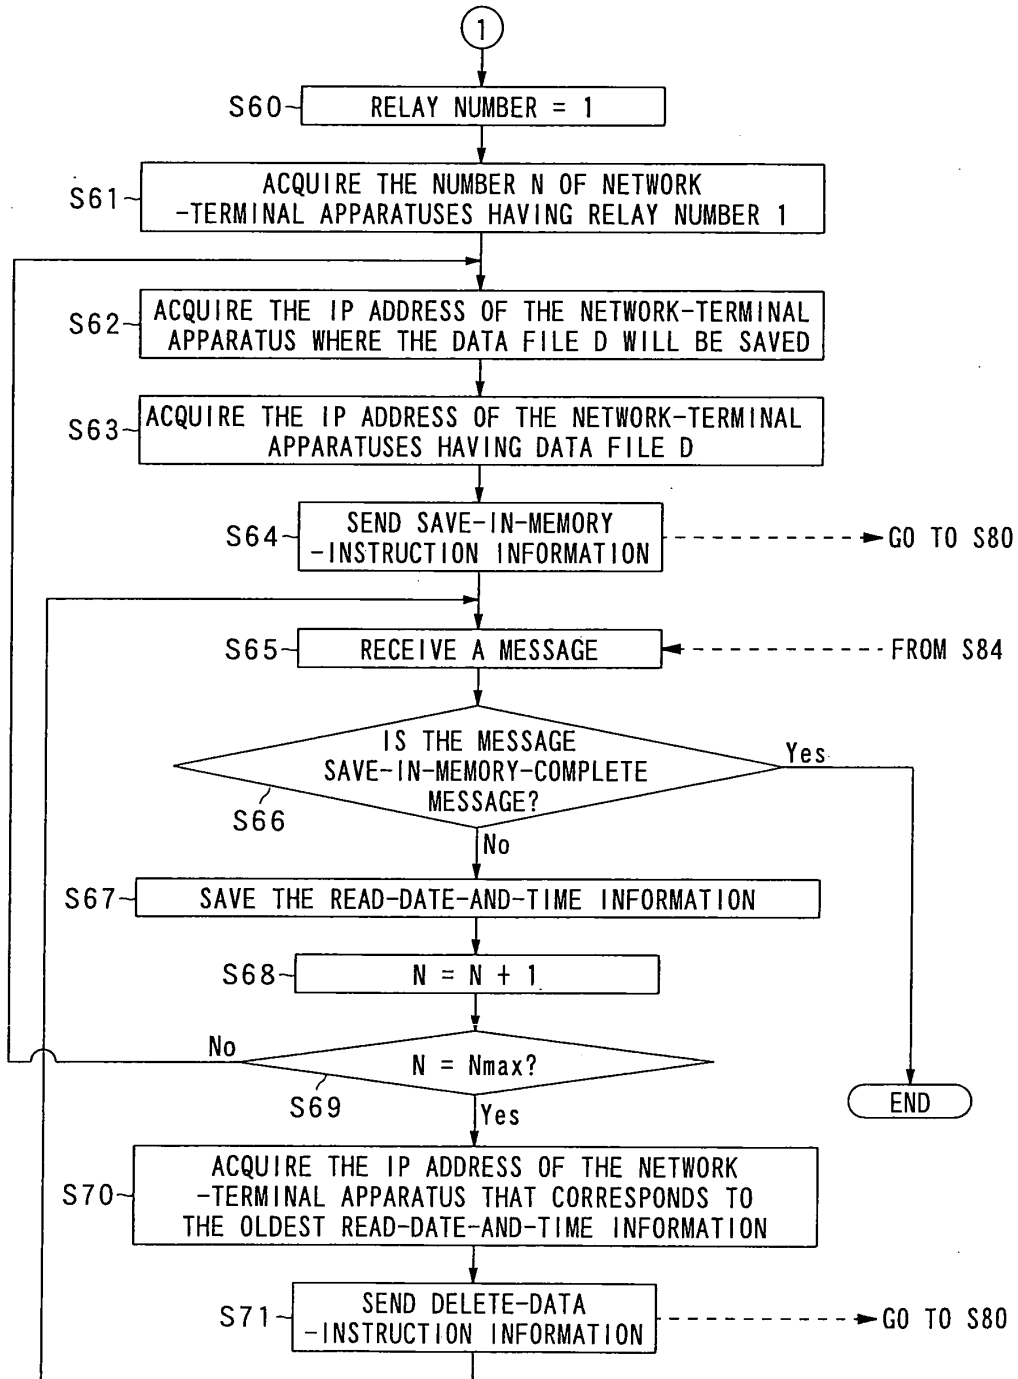 1
S60
RELAY NUMBER = 1
S61
ACQUIRE THE NUMBER N OF NETWORK
-TERMINAL APPARATUSES HAVING RELAY NUMBER 1
S62
ACQUIRE THE IP ADDRESS OF THE NETWORK-TERMINAL
APPARATUS WHERE THE DATA FILE D WILL BE SAVED
S63
ACQUIRE THE IP ADDRESS OF THE NETWORK-TERMINAL
APPARATUSES HAVING DATA FILE D
S64
SEND SAVE-IN-MEMORY
-INSTRUCTION INFORMATION
GO TO S80
S65
RECEIVE A MESSAGE
FROM S84
IS THE MESSAGE
SAVE-IN-MEMORY-COMPLETE
MESSAGE?
Yes
S66
No
S67
SAVE THE READ-DATE-AND-TIME INFORMATION
S68
N = N + 1
No
N = Nmax?
S69
Yes
END
S70
ACQUIRE THE IP ADDRESS OF THE NETWORK
-TERMINAL APPARATUS THAT CORRESPONDS TO
THE OLDEST READ-DATE-AND-TIME INFORMATION
S71
SEND DELETE-DATA
-INSTRUCTION INFORMATION
GO TO S80